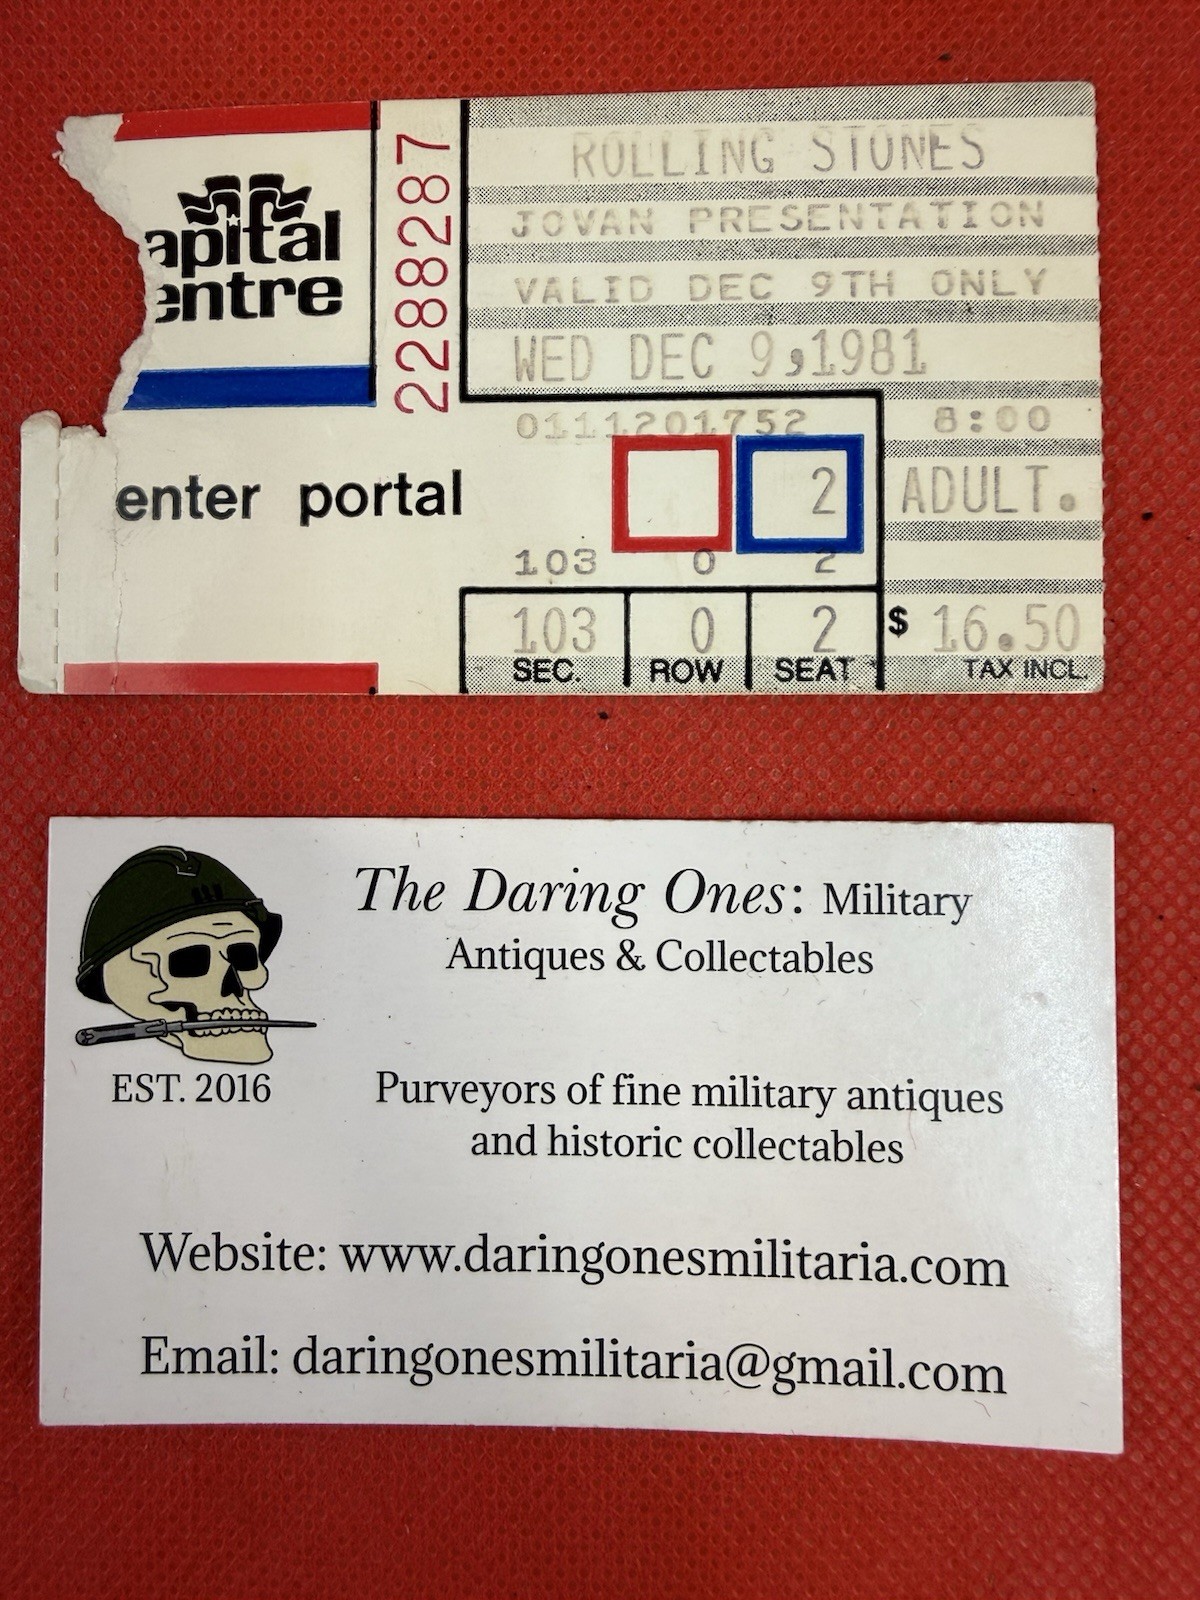 apital
entre
2288287
ROLLING STONES
JOVAN PRESENTATION
VALID DEC 9TH ONLY
WED DEC 9,1981
0111201752
8:00
enter portal
2
ADULT.
103 0 2
103 0 2
$ 16.50
SEC. ROW SEAT
TAX INCL.
The Daring Ones: Military
Antiques & Collectables
EST. 2016
Purveyors of fine military antiques
and historic collectables
Website: www.daringonesmilitaria.com
Email: daringonesmilitaria@gmail.com